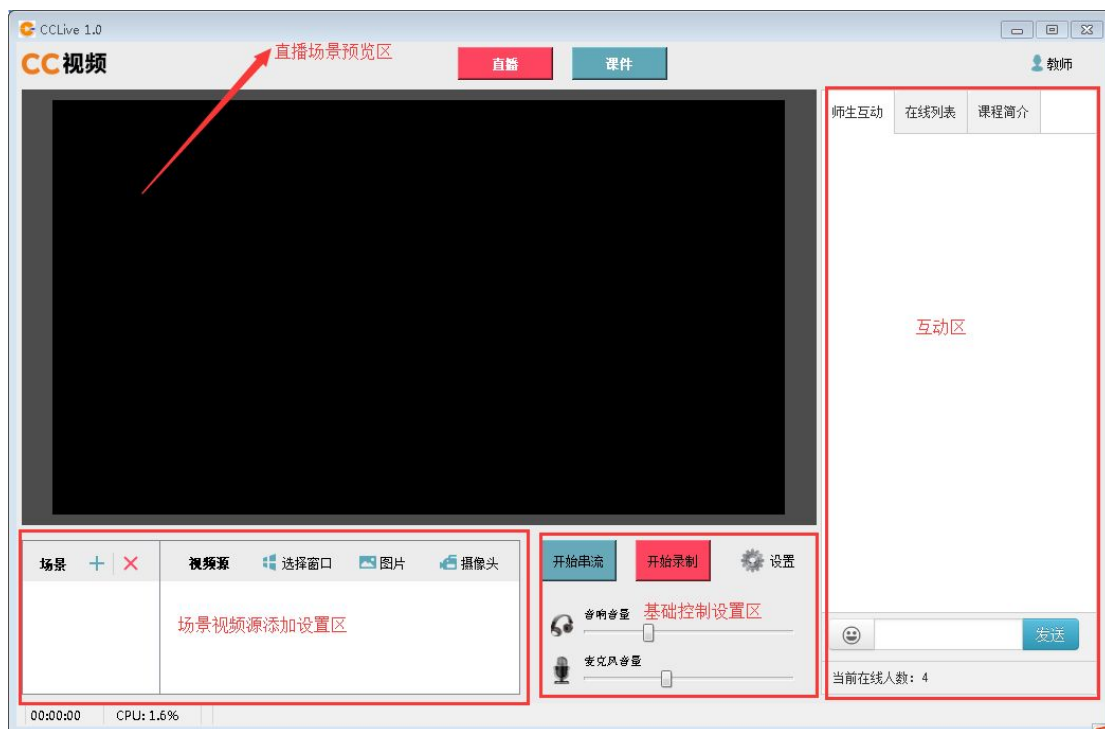 CCLive 1.0
CC视频
直播场景预览区
直播
课件
教师
师生互动 在线列表 课程简介
互动区
场景
视频源 选择窗口 图片 摄像头
场景视频源添加设置区
开始串流 开始录制 设置
音响音量 基础控制设置区
麦克风音量
发送
当前在线人数: 4
00:00:00 CPU: 1.6%